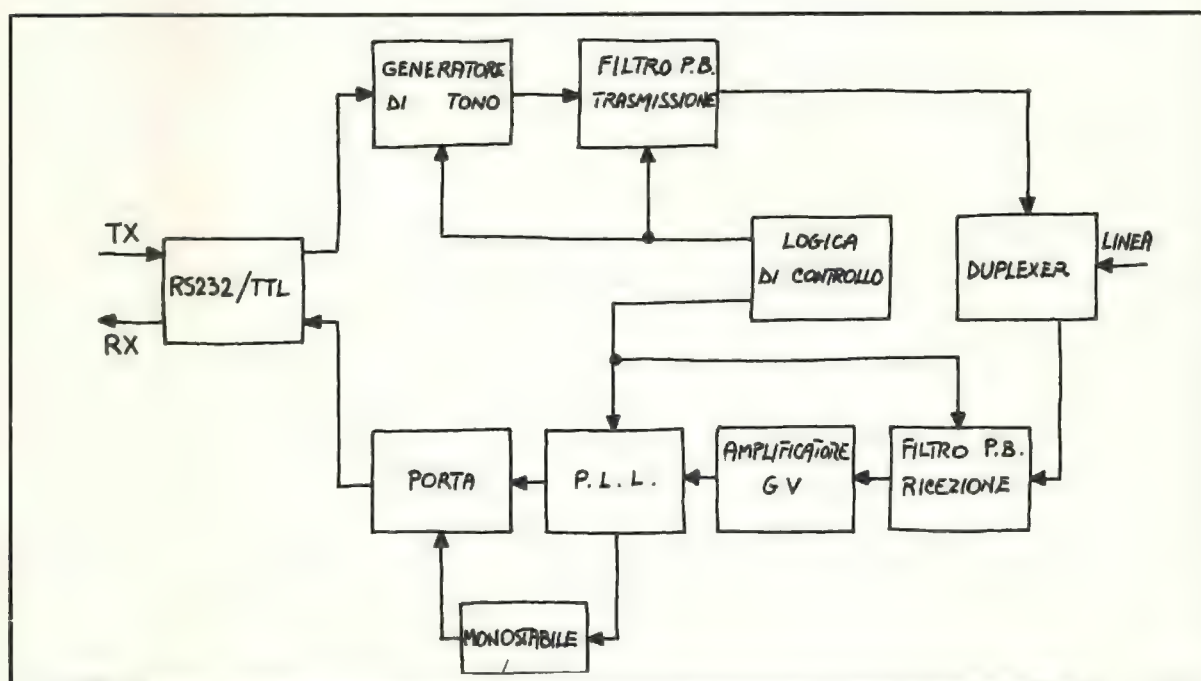 GENERATORE
DI TONO
FILTRO P.B.
TRASMISSIONE
TX
RS232/TTL
RX
LOGICA
DI CONTROLLO
DUPLEXER
LINEA
PORTA
P.L.L.
AMPLIFICATORE
GV
FILTRO P.B.
RICEZIONE
MONOSTABILE